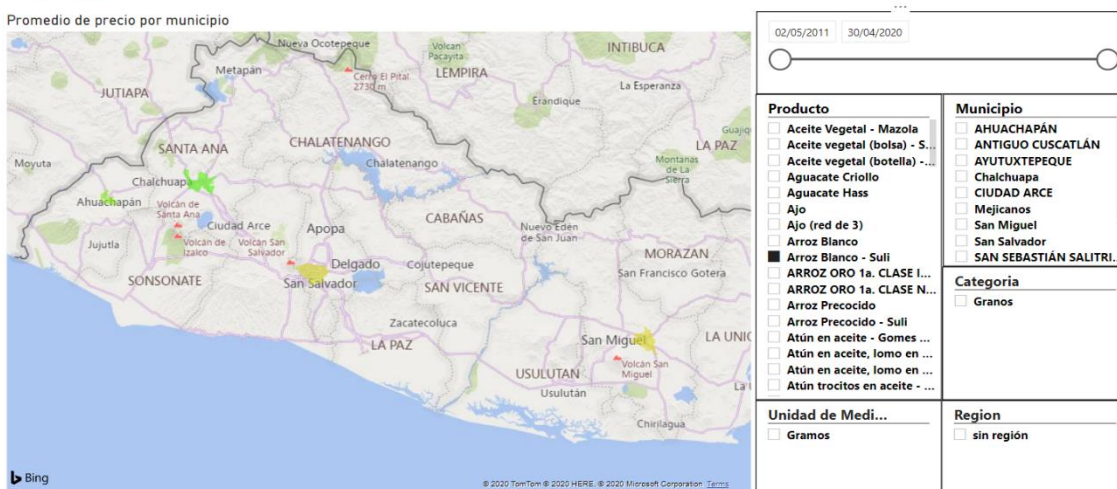 Promedio de precio por municipio
Nueva Ocotepeque
Volcan Pacayita
INTIBUCA
Metapán
Cerro El Pital
2730 m
LEMPIRA
La Esperanza
JUTIAPA
Erandique
Guajiq
SANTA ANA
CHALATENANGO
LA PAZ
Moyuta
Chalatenango
Montanas de La Sierra
Chalchuapa
Ahuachapán
Volcán de Santa Ana
CABAÑAS
Nuevo Edén de San Juan
Ciudad Arce
Apopa
Jujutla
Volcán de Izalco
Volcán San Salvador
MORAZAN
Delgado
Cojutepeque
San Francisco Gotera
SONSONATE
San Salvador
SAN VICENTE
Zacatecoluca
San Miguel
LA UNIO
LA PAZ
Volcán San Miguel
USULUTAN
Usulután
La U
Chirilagua
Bing
© 2020 TomTom © 2020 HERE, © 2020 Microsoft Corporation Terms
...
02/05/2011 30/04/2020
Producto
Aceite Vegetal - Mazola
Aceite vegetal (bolsa) - S...
Aceite vegetal (botella) -...
Aguacate Criollo
Aguacate Hass
Ajo
Ajo (red de 3)
Arroz Blanco
Arroz Blanco - Suli
ARROZ ORO 1a. CLASE I...
ARROZ ORO 1a. CLASE N...
Arroz Precocido
Arroz Precocido - Suli
Atún en aceite - Gomes ...
Atún en aceite, lomo en ...
Atún en aceite, lomo en ...
Atún trocitos en aceite - ...
Municipio
AHUACHAPÁN
ANTIGUO CUSCATLÁN
AYUTUXTEPEQUE
Chalchuapa
CIUDAD ARCE
Mejicanos
San Miguel
San Salvador
SAN SEBASTIÁN SALITRI...
Categoria
Granos
Unidad de Medi...
Gramos
Region
sin región